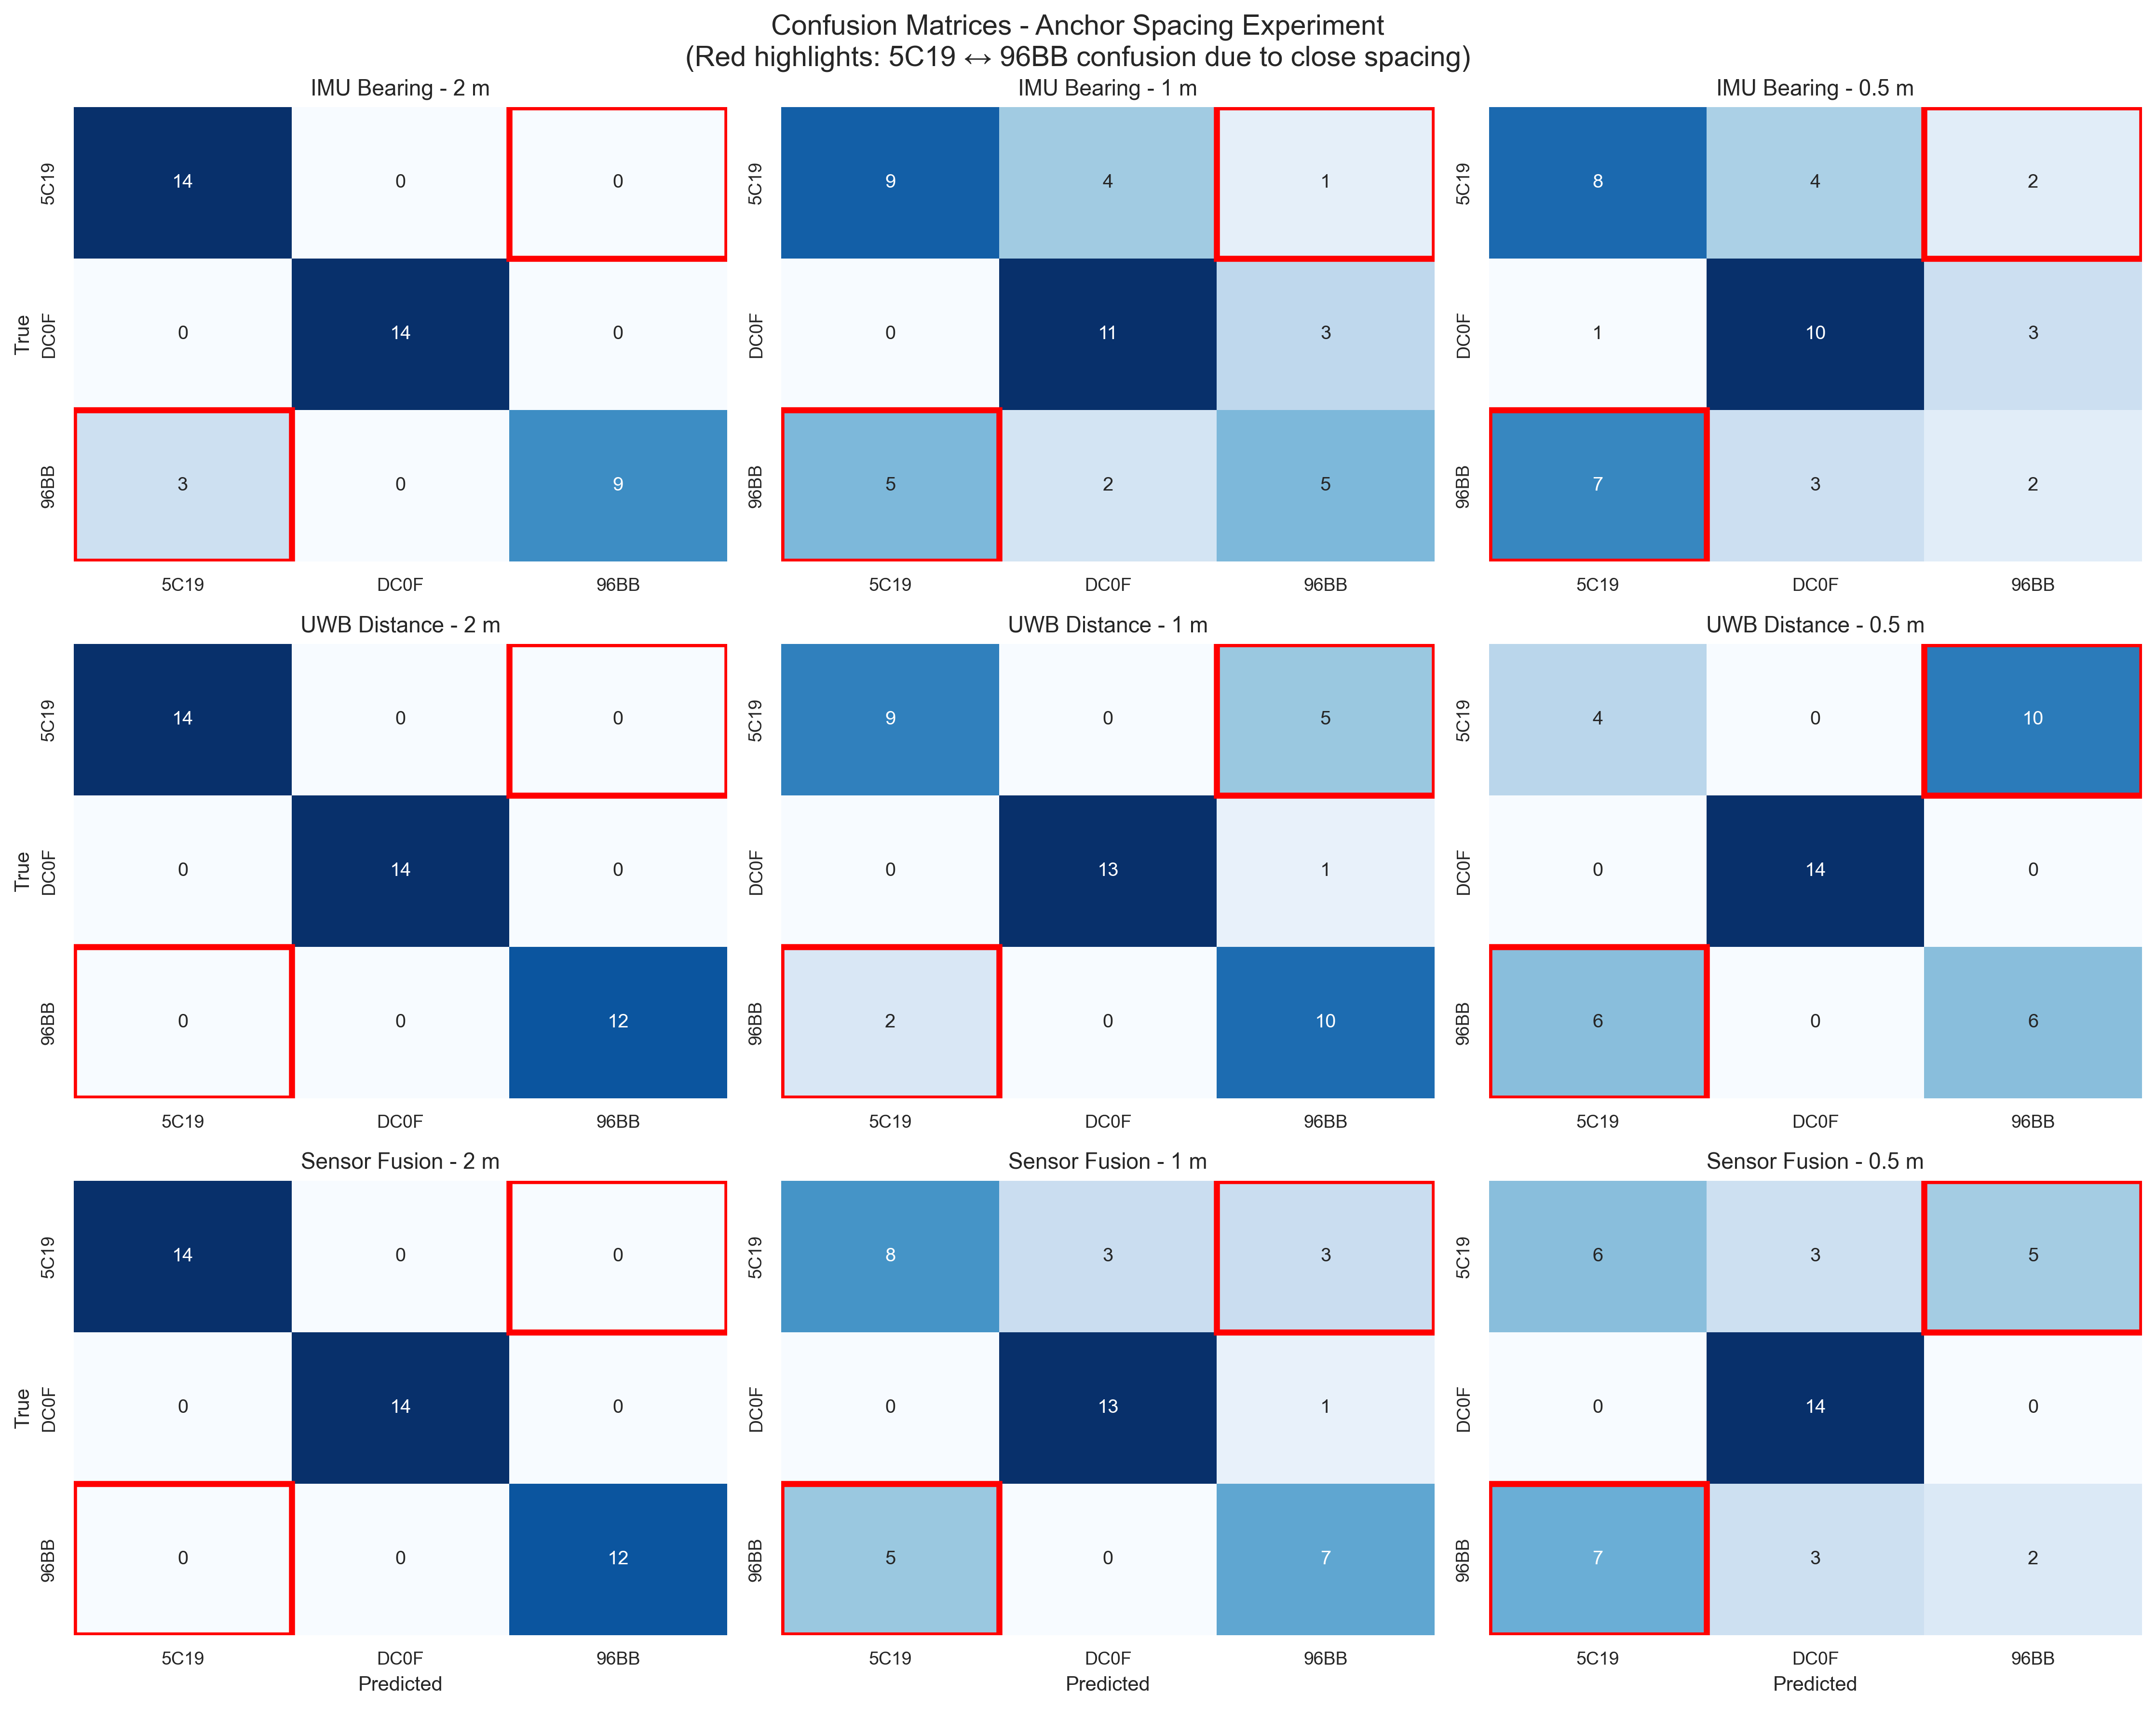 Confusion Matrices - Anchor Spacing Experiment
(Red highlights: 5C19 ↔ 96BB confusion due to close spacing)
IMU Bearing - 2 m
5C19
14
0
0
True
DC0F
0
14
0
96BB
3
0
9
5C19
DC0F
96BB
IMU Bearing - 1 m
5C19
9
4
1
DC0F
0
11
3
96BB
5
2
5
5C19
DC0F
96BB
IMU Bearing - 0.5 m
5C19
8
4
2
DC0F
1
10
3
96BB
7
3
2
5C19
DC0F
96BB
UWB Distance - 2 m
5C19
14
0
0
True
DC0F
0
14
0
96BB
0
0
12
5C19
DC0F
96BB
UWB Distance - 1 m
5C19
9
0
5
DC0F
0
13
1
96BB
2
0
10
5C19
DC0F
96BB
UWB Distance - 0.5 m
5C19
4
0
10
DC0F
0
14
0
96BB
6
0
6
5C19
DC0F
96BB
Sensor Fusion - 2 m
5C19
14
0
0
True
DC0F
0
14
0
96BB
0
0
12
5C19
DC0F
96BB
Predicted
Sensor Fusion - 1 m
5C19
8
3
3
DC0F
0
13
1
96BB
5
0
7
5C19
DC0F
96BB
Predicted
Sensor Fusion - 0.5 m
5C19
6
3
5
DC0F
0
14
0
96BB
7
3
2
5C19
DC0F
96BB
Predicted